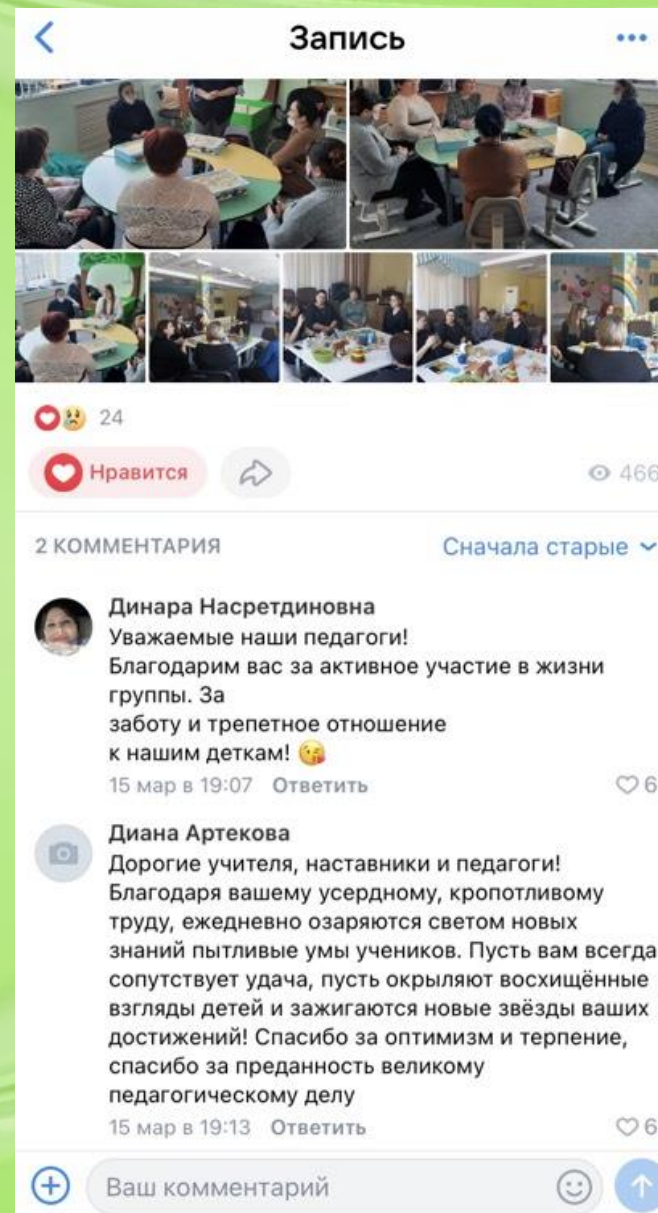 Запись
24
Нравится
466
2 КОММЕНТАРИЯ
Сначала старые
Динара Насретдиновна
Уважаемые наши педагоги!
Благодарим вас за активное участие в жизни
группы. За
заботу и трепетное отношение
к нашим деткам! 😘
15 мар в 19:07 Ответить
6
Диана Артекова
Дорогие учителя, наставники и педагоги!
Благодаря вашему усердному, кропотливому
труду, ежедневно озаряются светом новых
знаний пытливые умы учеников. Пусть вам всегда
сопутствует удача, пусть окрыляют восхищённые
взгляды детей и зажигаются новые звёзды ваших
достижений! Спасибо за оптимизм и терпение,
спасибо за преданность великому
педагогическому делу
15 мар в 19:13 Ответить
6
Ваш комментарий